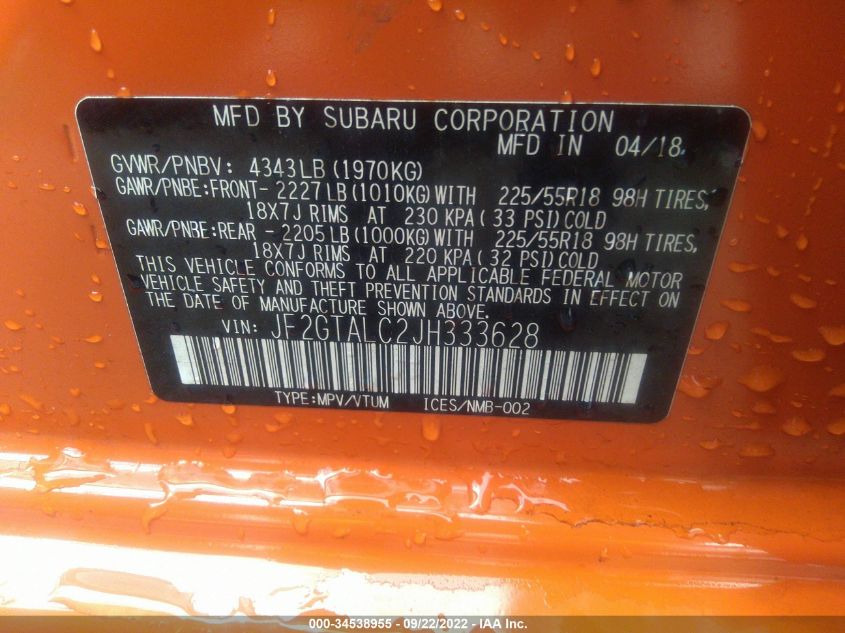 MFD BY SUBARU CORPORATION
MFD IN 04/18
GVWR/PNBV: 4343LB (1970KG)
GAWR/PNBE:FRONT- 2227LB (1010KG) WITH 225/55R18 98H TIRES,
18X7J RIMS AT 230 KPA( 33 PSI) COLD
GAWR/PNBE:REAR - 2205LB (1000KG) WITH 225/55R18 98H TIRES,
18X7J RIMS AT 220 KPA( 32 PSI) COLD
THIS VEHICLE CONFORMS TO ALL APPLICABLE FEDERAL MOTOR
VEHICLE SAFETY AND THEFT PREVENTION STANDARDS IN EFFECT ON
THE DATE OF MANUFACTURE SHOWN ABOVE.
VIN: JF2GTALC2JH333628
TYPE:MPV/VTUM ICES/NMB-002
000-34538955 - 09/22/2022 - IAA Inc.